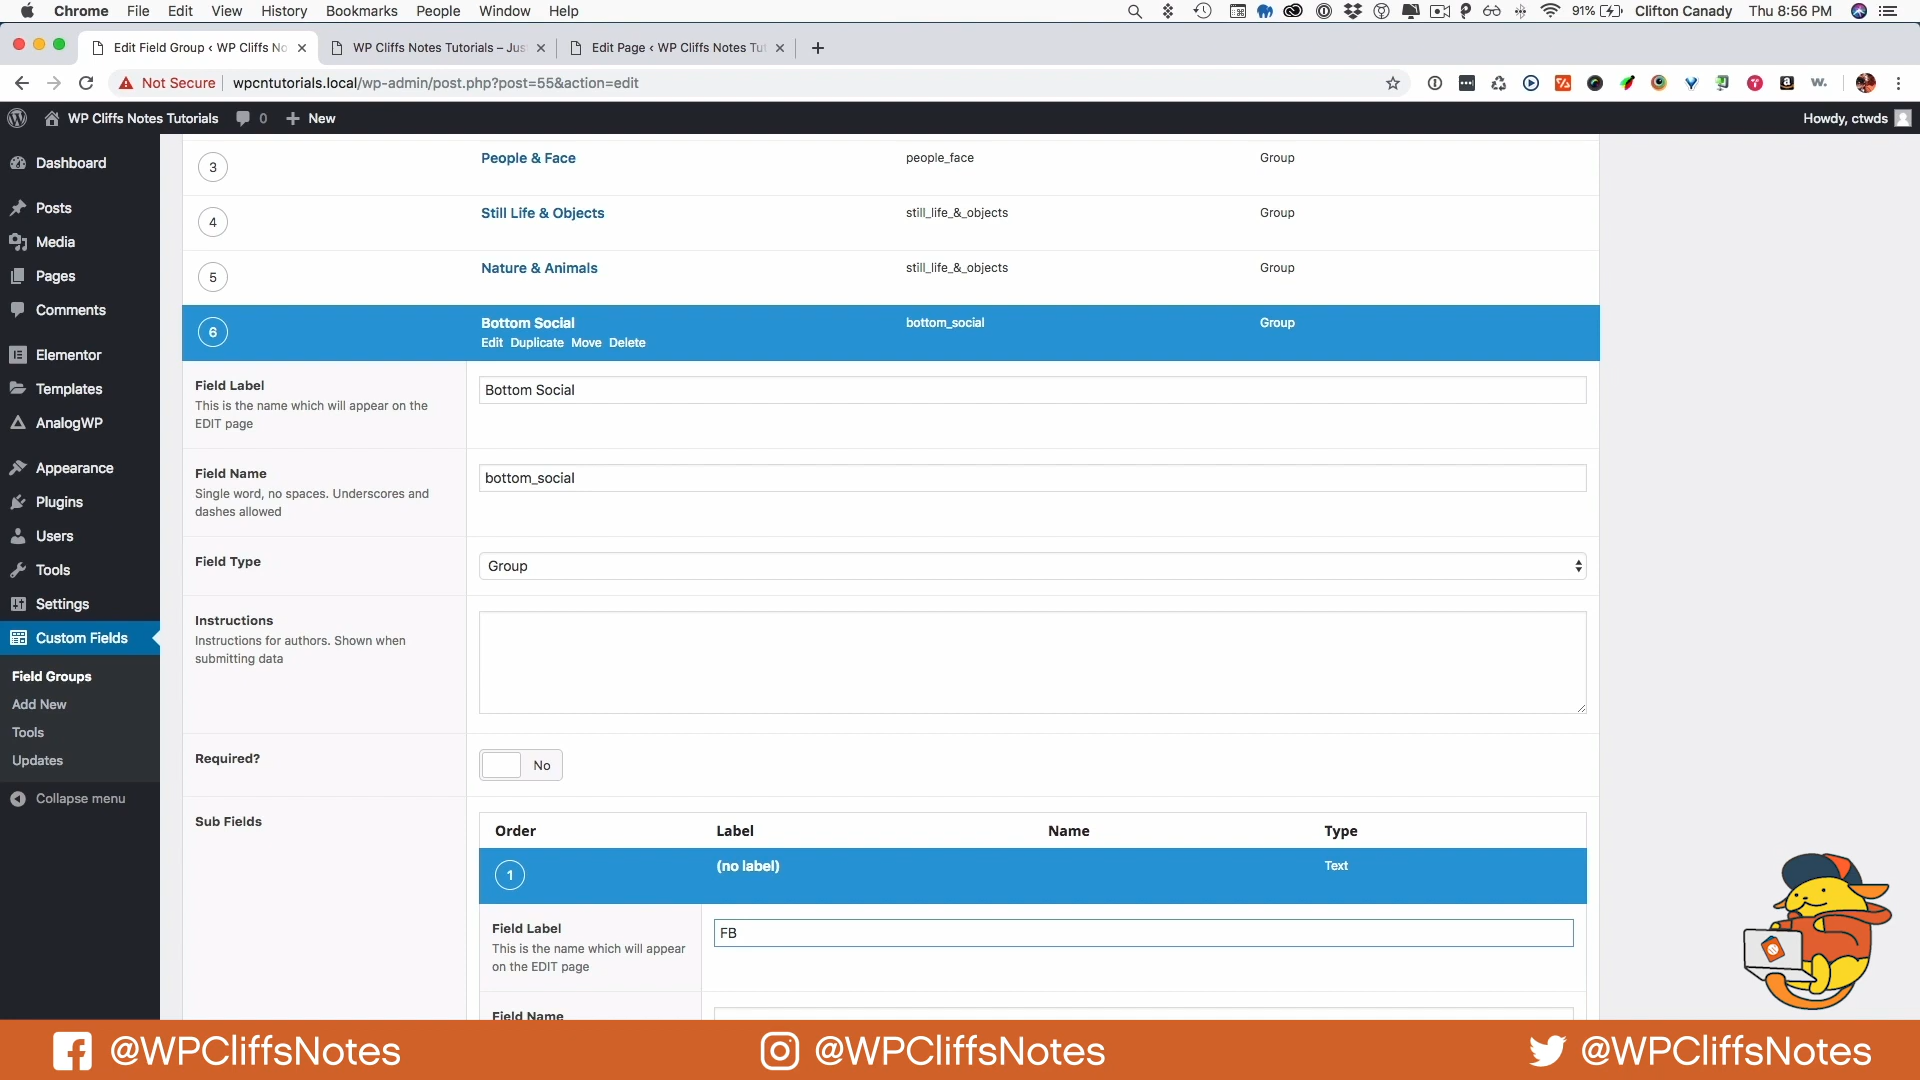 Chrome File Edit View History Bookmarks People Window Help 91% Clifton Canady Thu 8:56 PM
Edit Field Group ‹ WP Cliffs No WP Cliffs Notes Tutorials – Jus Edit Page ‹ WP Cliffs Notes Tut
Not Secure wpcntutorials.local/wp-admin/post.php?post=55&action=edit
WP Cliffs Notes Tutorials 0 New Howdy, ctwds
Dashboard
Posts
Media
Pages
Comments
Elementor
Templates
AnalogWP
Appearance
Plugins
Users
Tools
Settings
Custom Fields
Field Groups
Add New
Tools
Updates
Collapse menu
3 People & Face people_face Group
4 Still Life & Objects still_life_&_objects Group
5 Nature & Animals still_life_&_objects Group
6 Bottom Social bottom_social Group
Edit Duplicate Move Delete
Field Label
This is the name which will appear on the
EDIT page
Bottom Social
Field Name
Single word, no spaces. Underscores and
dashes allowed
bottom_social
Field Type
Group
Instructions
Instructions for authors. Shown when
submitting data
Required?
No
Sub Fields
Order Label Name Type
1 (no label) Text
Field Label
This is the name which will appear
on the EDIT page
FB
Field Name
@WPCliffsNotes @WPCliffsNotes @WPCliffsNotes